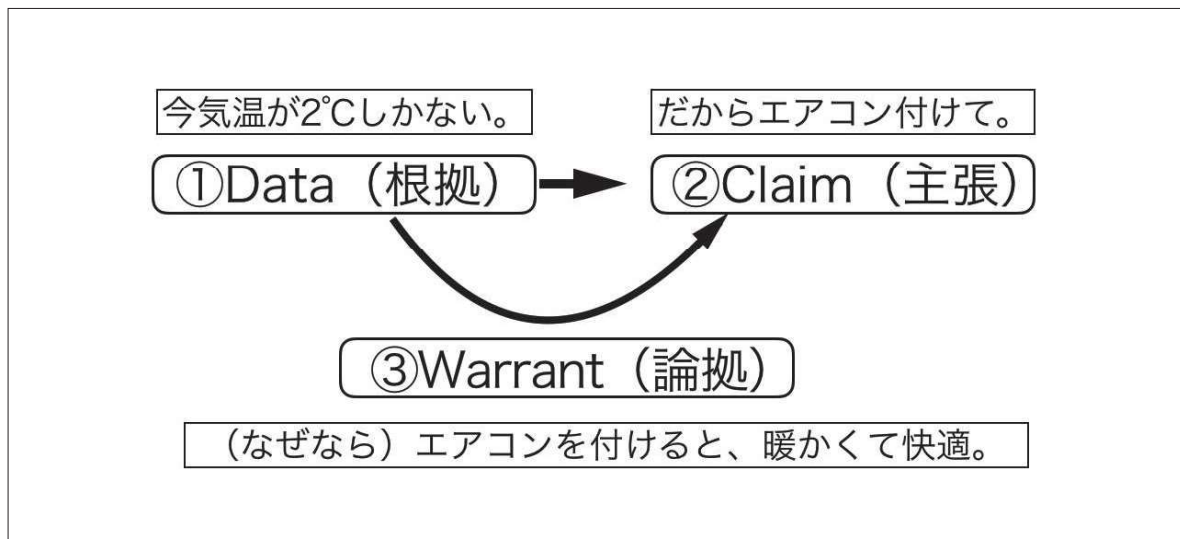 今気温が2℃しかない。
だからエアコン付けて。
①Data（根拠）
②Claim（主張）
③Warrant（論拠）
（なぜなら）エアコンを付けると、暖かくて快適。